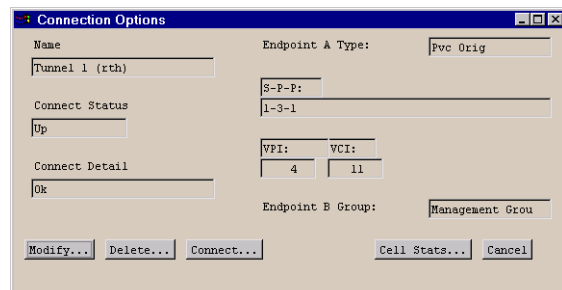 Connection Options
Name
Endpoint A Type:
Pvc Orig
Tunnel 1 (rth)
S-P-P:
1-3-1
Connect Status
Up
VPI:
VCI:
4
11
Connect Detail
Ok
Endpoint B Group:
Management Grou
Modify...
Delete...
Connect...
Cell Stats...
Cancel